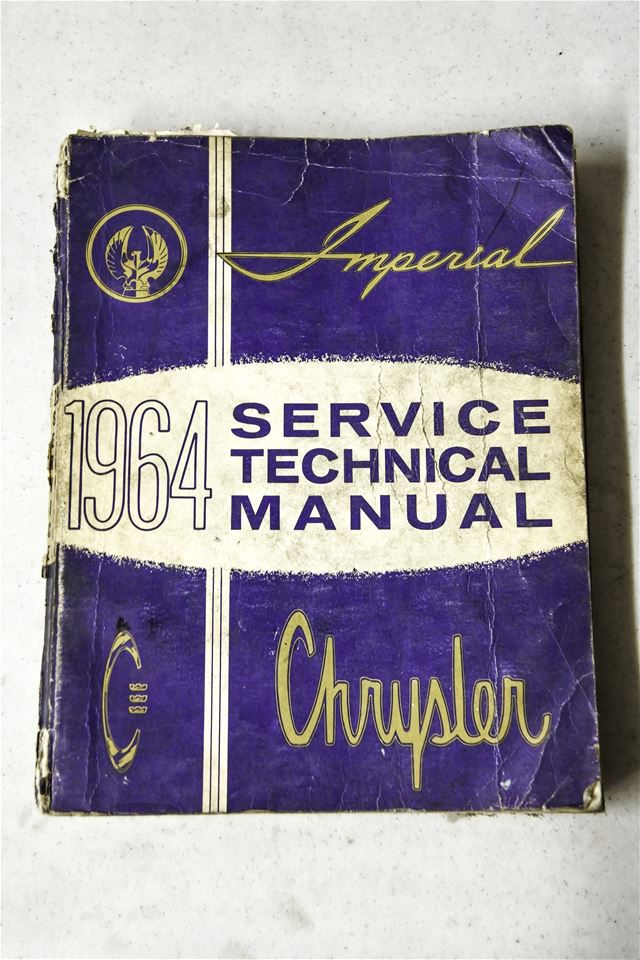 Imperial
1964
SERVICE
TECHNICAL
MANUAL
C
Chrysler